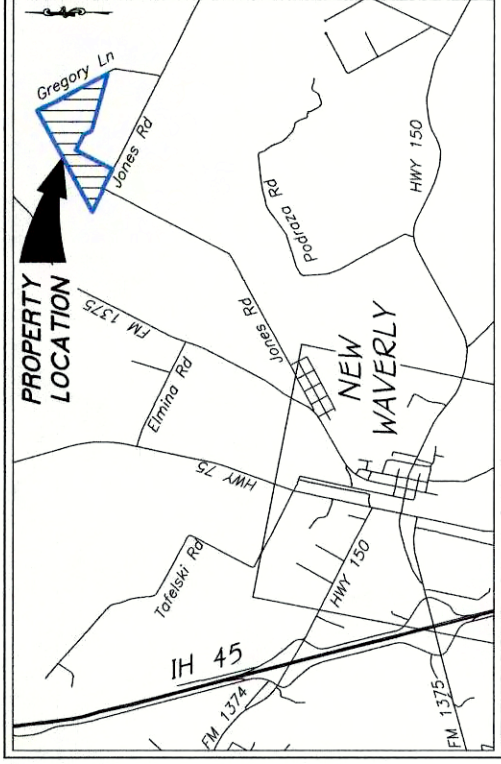 Gregory Ln
PROPERTY
LOCATION
Jones Rd
FM 1375
Elmina Rd
Podraza Rd
HWY 150
Jones Rd
NEW
WAVERLY
HWY 75
Tafelski Rd
HWY 150
IH 45
FM 1374
FM 1375